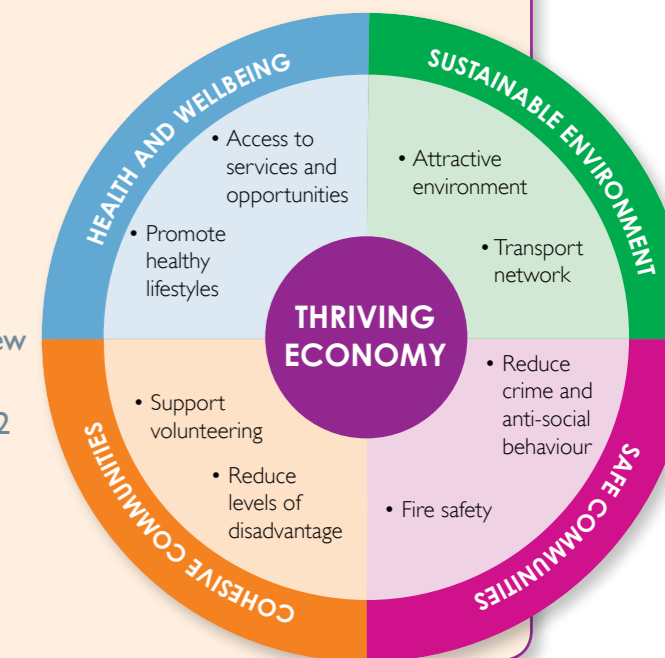 HEALTH AND WELLBEING
• Access to
services and
opportunities
• Promote
healthy
lifestyles
SUSTAINABLE ENVIRONMENT
• Attractive
environment
• Transport
network
THRIVING
ECONOMY
COHESIVE COMMUNITIES
• Support
volunteering
• Reduce
levels of
disadvantage
SAFE COMMUNITIES
• Reduce
crime and
anti-social
behaviour
• Fire safety
2